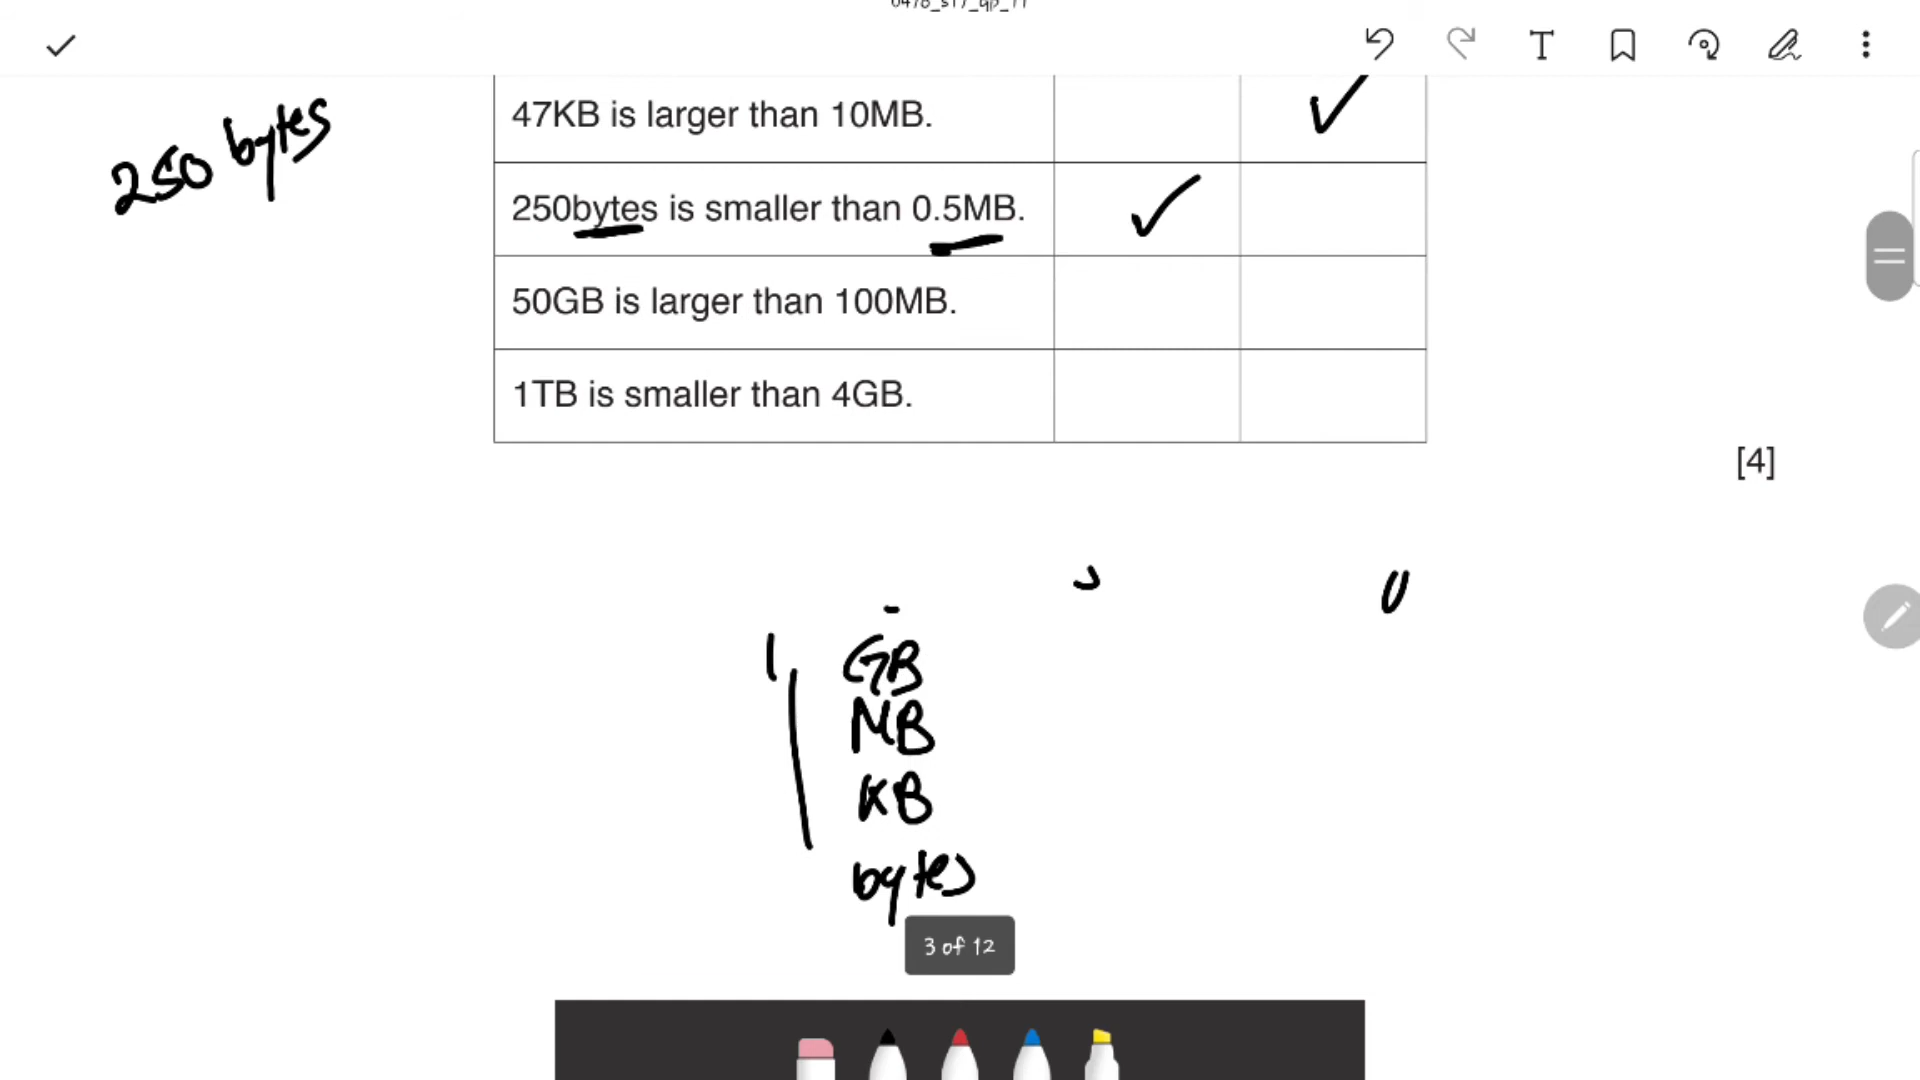 0478_s17_qp_11
47KB is larger than 10MB. ✓
250 bytes
250bytes is smaller than 0.5MB. ✓
50GB is larger than 100MB.
1TB is smaller than 4GB.
[4]
GB
MB
KB
bytes
3 of 12